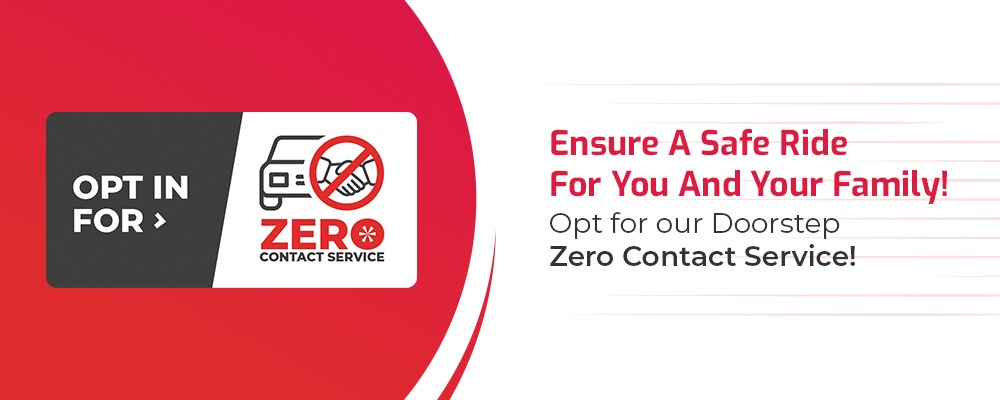 OPT IN
FOR >
ZERO
CONTACT SERVICE
Ensure A Safe Ride
For You And Your Family!
Opt for our Doorstep
Zero Contact Service!